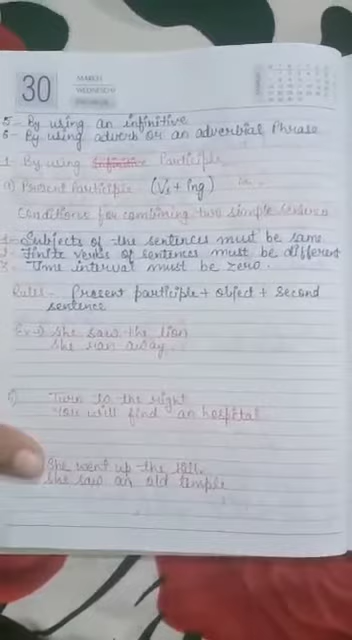 30
MARCH
WEDNESDAY
5- By using an infinitive
6- By using adverb or an adverbial Phrase
1- By using Infinitive Participle
a) Present Participle (V₁ + ing)
Conditions for combining two simple sentence
1- Subjects of the sentences must be same
2- Finite verbs of sentences must be different
3. Time interval must be zero.
Rules- Present participle + object + second
sentence
Ex-i) She saw the lion
She ran away.
ii) Turn to the right
You will find an hospital
She went up the hill.
She saw an old temple